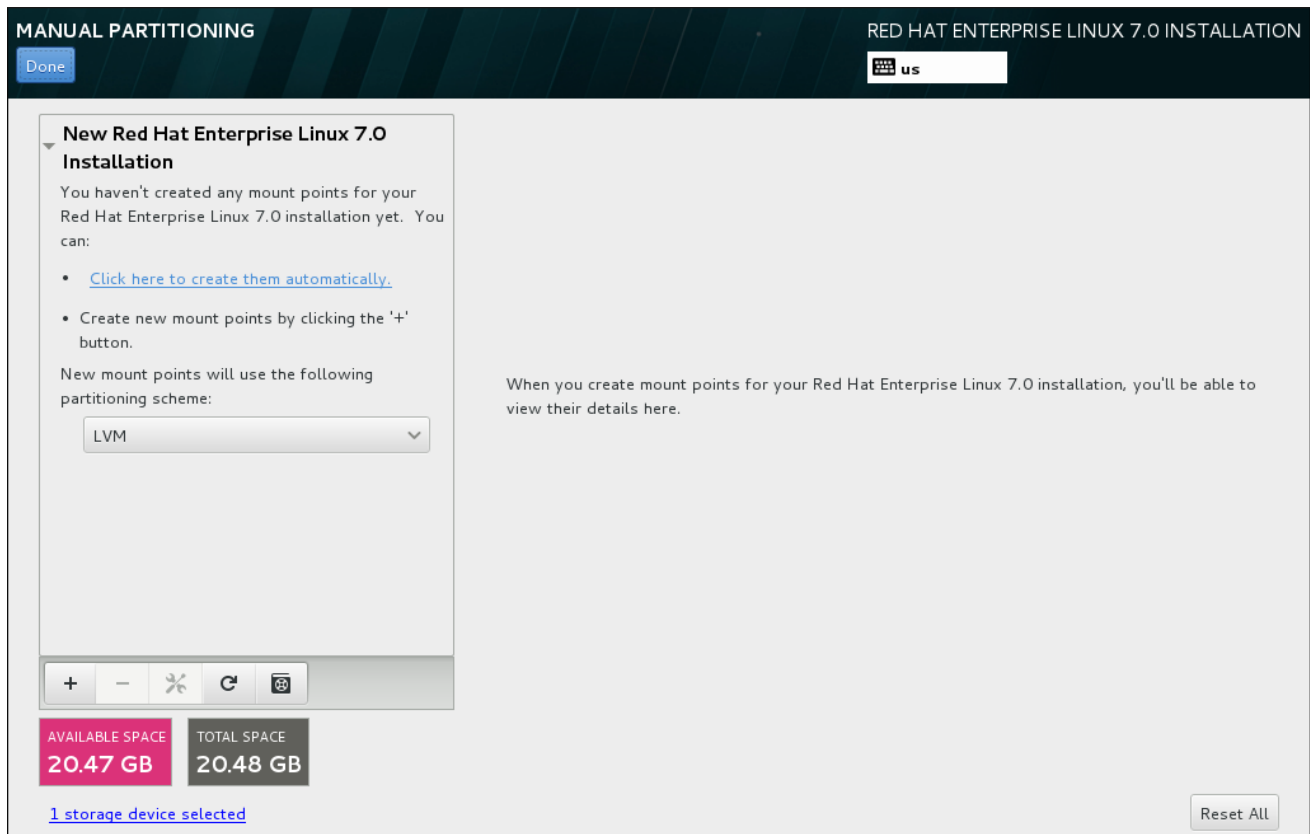 MANUAL PARTITIONING
Done
RED HAT ENTERPRISE LINUX 7.0 INSTALLATION
us
New Red Hat Enterprise Linux 7.0
Installation
You haven't created any mount points for your
Red Hat Enterprise Linux 7.0 installation yet.  You
can:
• Click here to create them automatically.
• Create new mount points by clicking the '+'
button.
New mount points will use the following
partitioning scheme:
LVM
When you create mount points for your Red Hat Enterprise Linux 7.0 installation, you'll be able to
view their details here.
+ −
AVAILABLE SPACE
20.47 GB
TOTAL SPACE
20.48 GB
1 storage device selected
Reset All